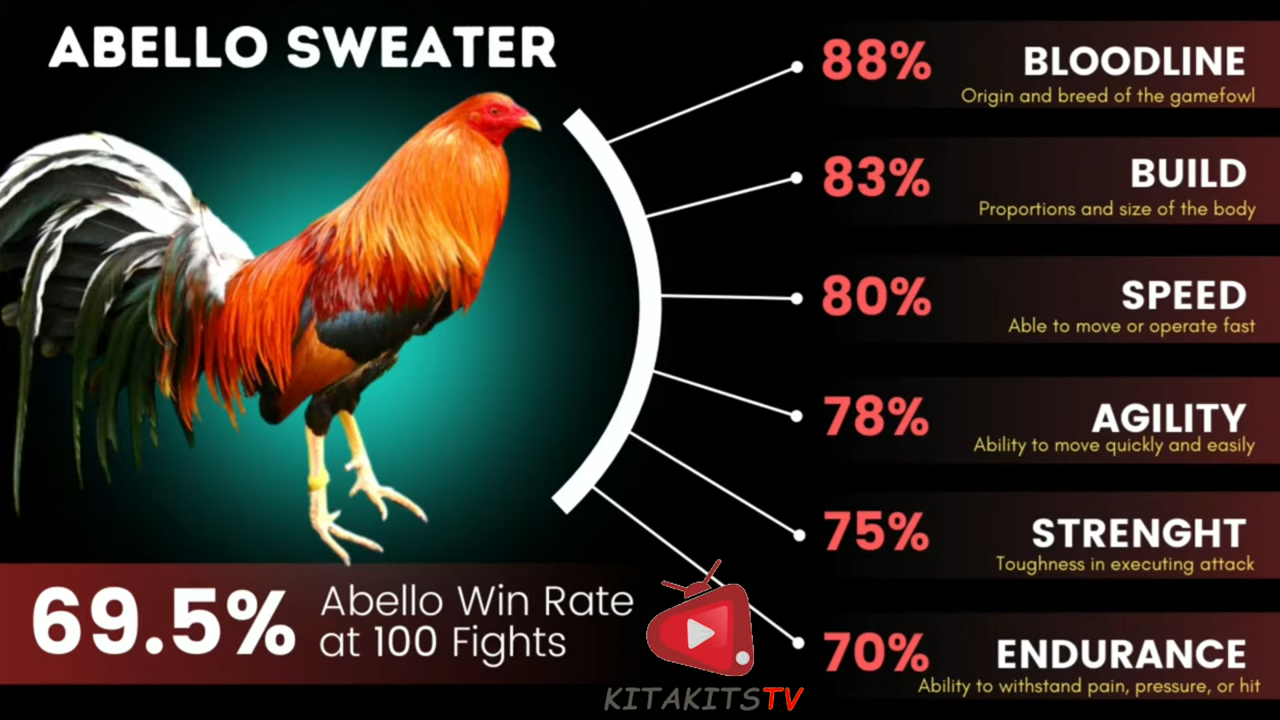 ABELLO SWEATER
88% BLOODLINE
Origin and breed of the gamefowl
83% BUILD
Proportions and size of the body
80% SPEED
Able to move or operate fast
78% AGILITY
Ability to move quickly and easily
75% STRENGHT
Toughness in executing attack
70% ENDURANCE
Ability to withstand pain, pressure, or hit
69.5% Abello Win Rate
at 100 Fights
KITAKITSTV